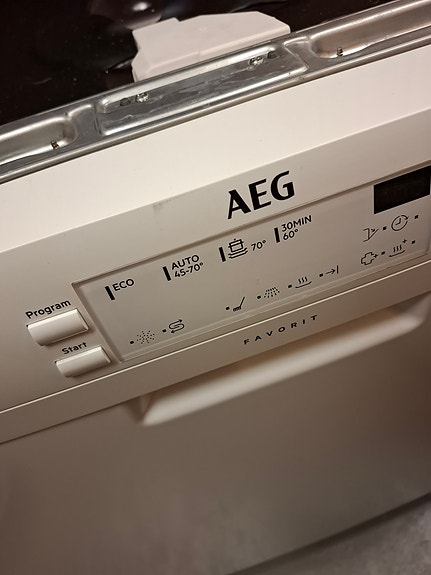 AEG
ECO
AUTO
45-70°
70°
30MIN
60°
Program
Start
FAVORIT